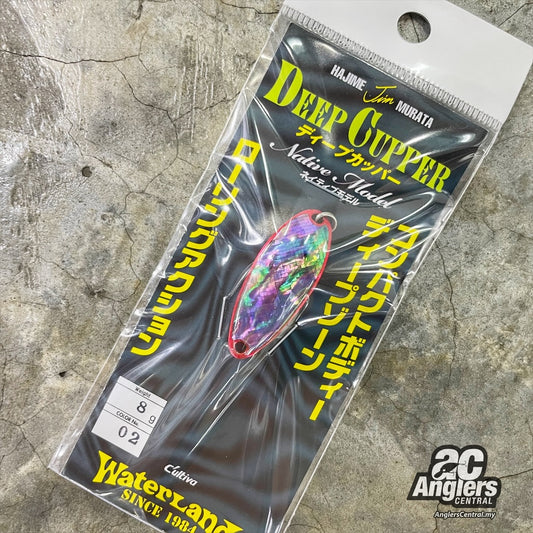 HAJIME Jim MURATA
DEEP CUPPER
ディープカッパー
Native Model
ネイティブモデル
コンパクトボディー
ディープゾーン
ローリングアクション
Weight
8g
COLOR No.
02
C'ultiva
WATERLAND
SINCE 1984
AC
Anglers
CENTRAL
AnglersCentral.my